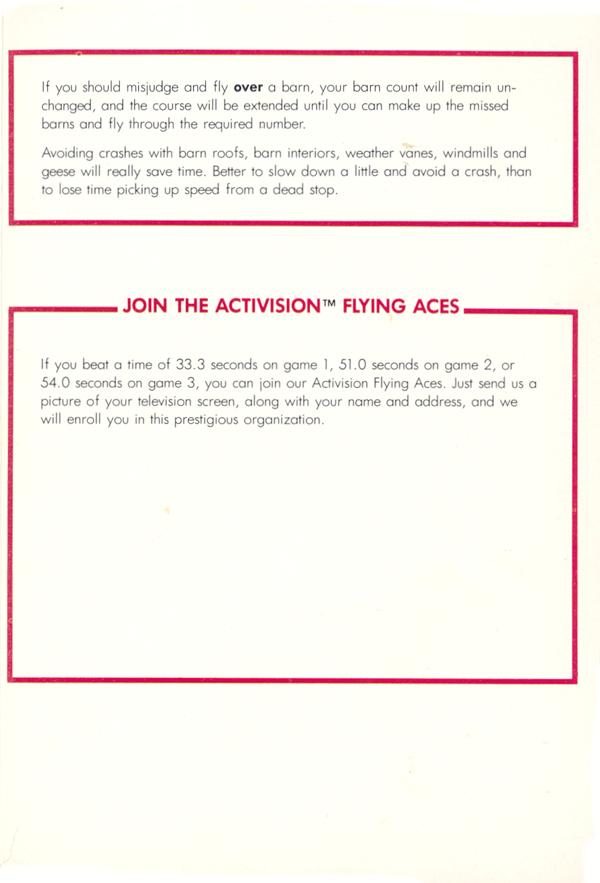 If you should misjudge and fly over a barn, your barn count will remain un-
changed, and the course will be extended until you can make up the missed
barns and fly through the required number.
Avoiding crashes with barn roofs, barn interiors, weather vanes, windmills and
geese will really save time. Better to slow down a little and avoid a crash, than
to lose time picking up speed from a dead stop.
JOIN THE ACTIVISION™ FLYING ACES
If you beat a time of 33.3 seconds on game 1, 51.0 seconds on game 2, or
54.0 seconds on game 3, you can join our Activision Flying Aces. Just send us a
picture of your television screen, along with your name and address, and we
will enroll you in this prestigious organization.